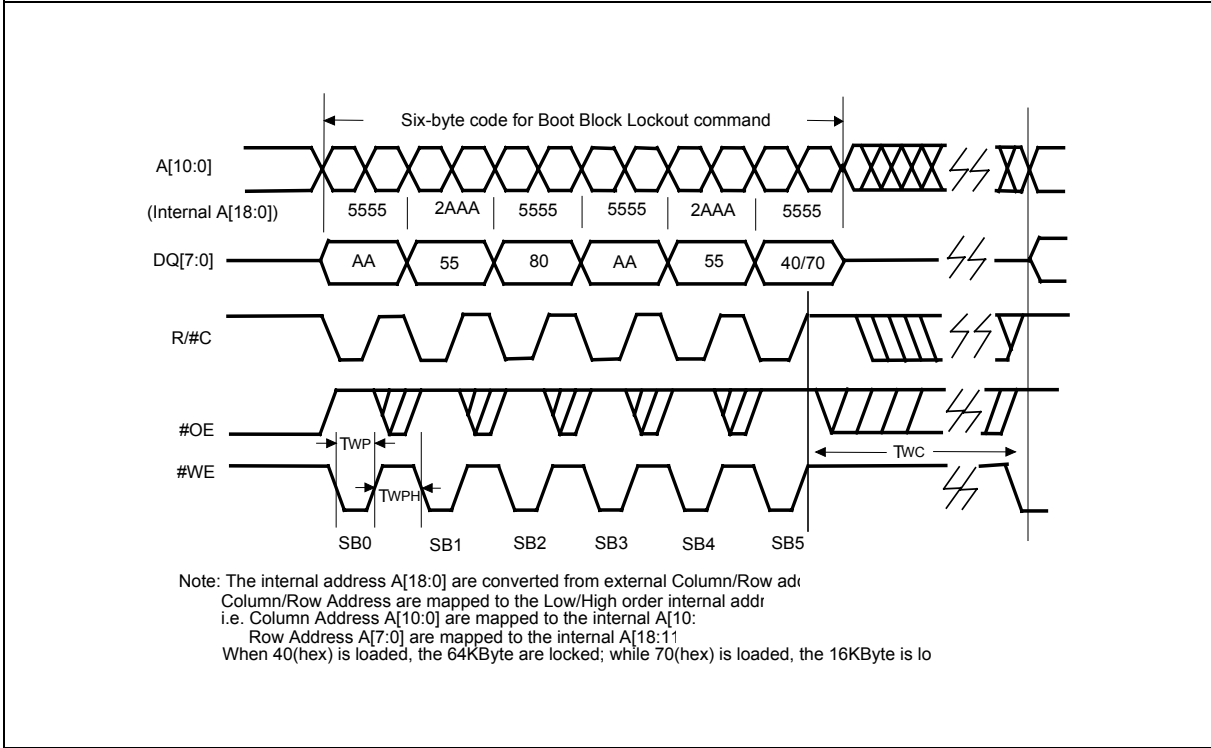 Six-byte code for Boot Block Lockout command
A[10:0]
(Internal A[18:0]) 5555 2AAA 5555 5555 2AAA 5555
DQ[7:0] AA 55 80 AA 55 40/70
R/#C
#OE
TWP TWC
#WE
TWPH
SB0 SB1 SB2 SB3 SB4 SB5
Note: The internal address A[18:0] are converted from external Column/Row
Column/Row Address are mapped to the Low/High order internal
i.e. Column Address A[10:0] are mapped to the internal A[10:
Row Address A[7:0] are mapped to the internal A[18:11
When 40(hex) is loaded, the 64KByte are locked; while 70(hex) is loaded, the 16KByte is